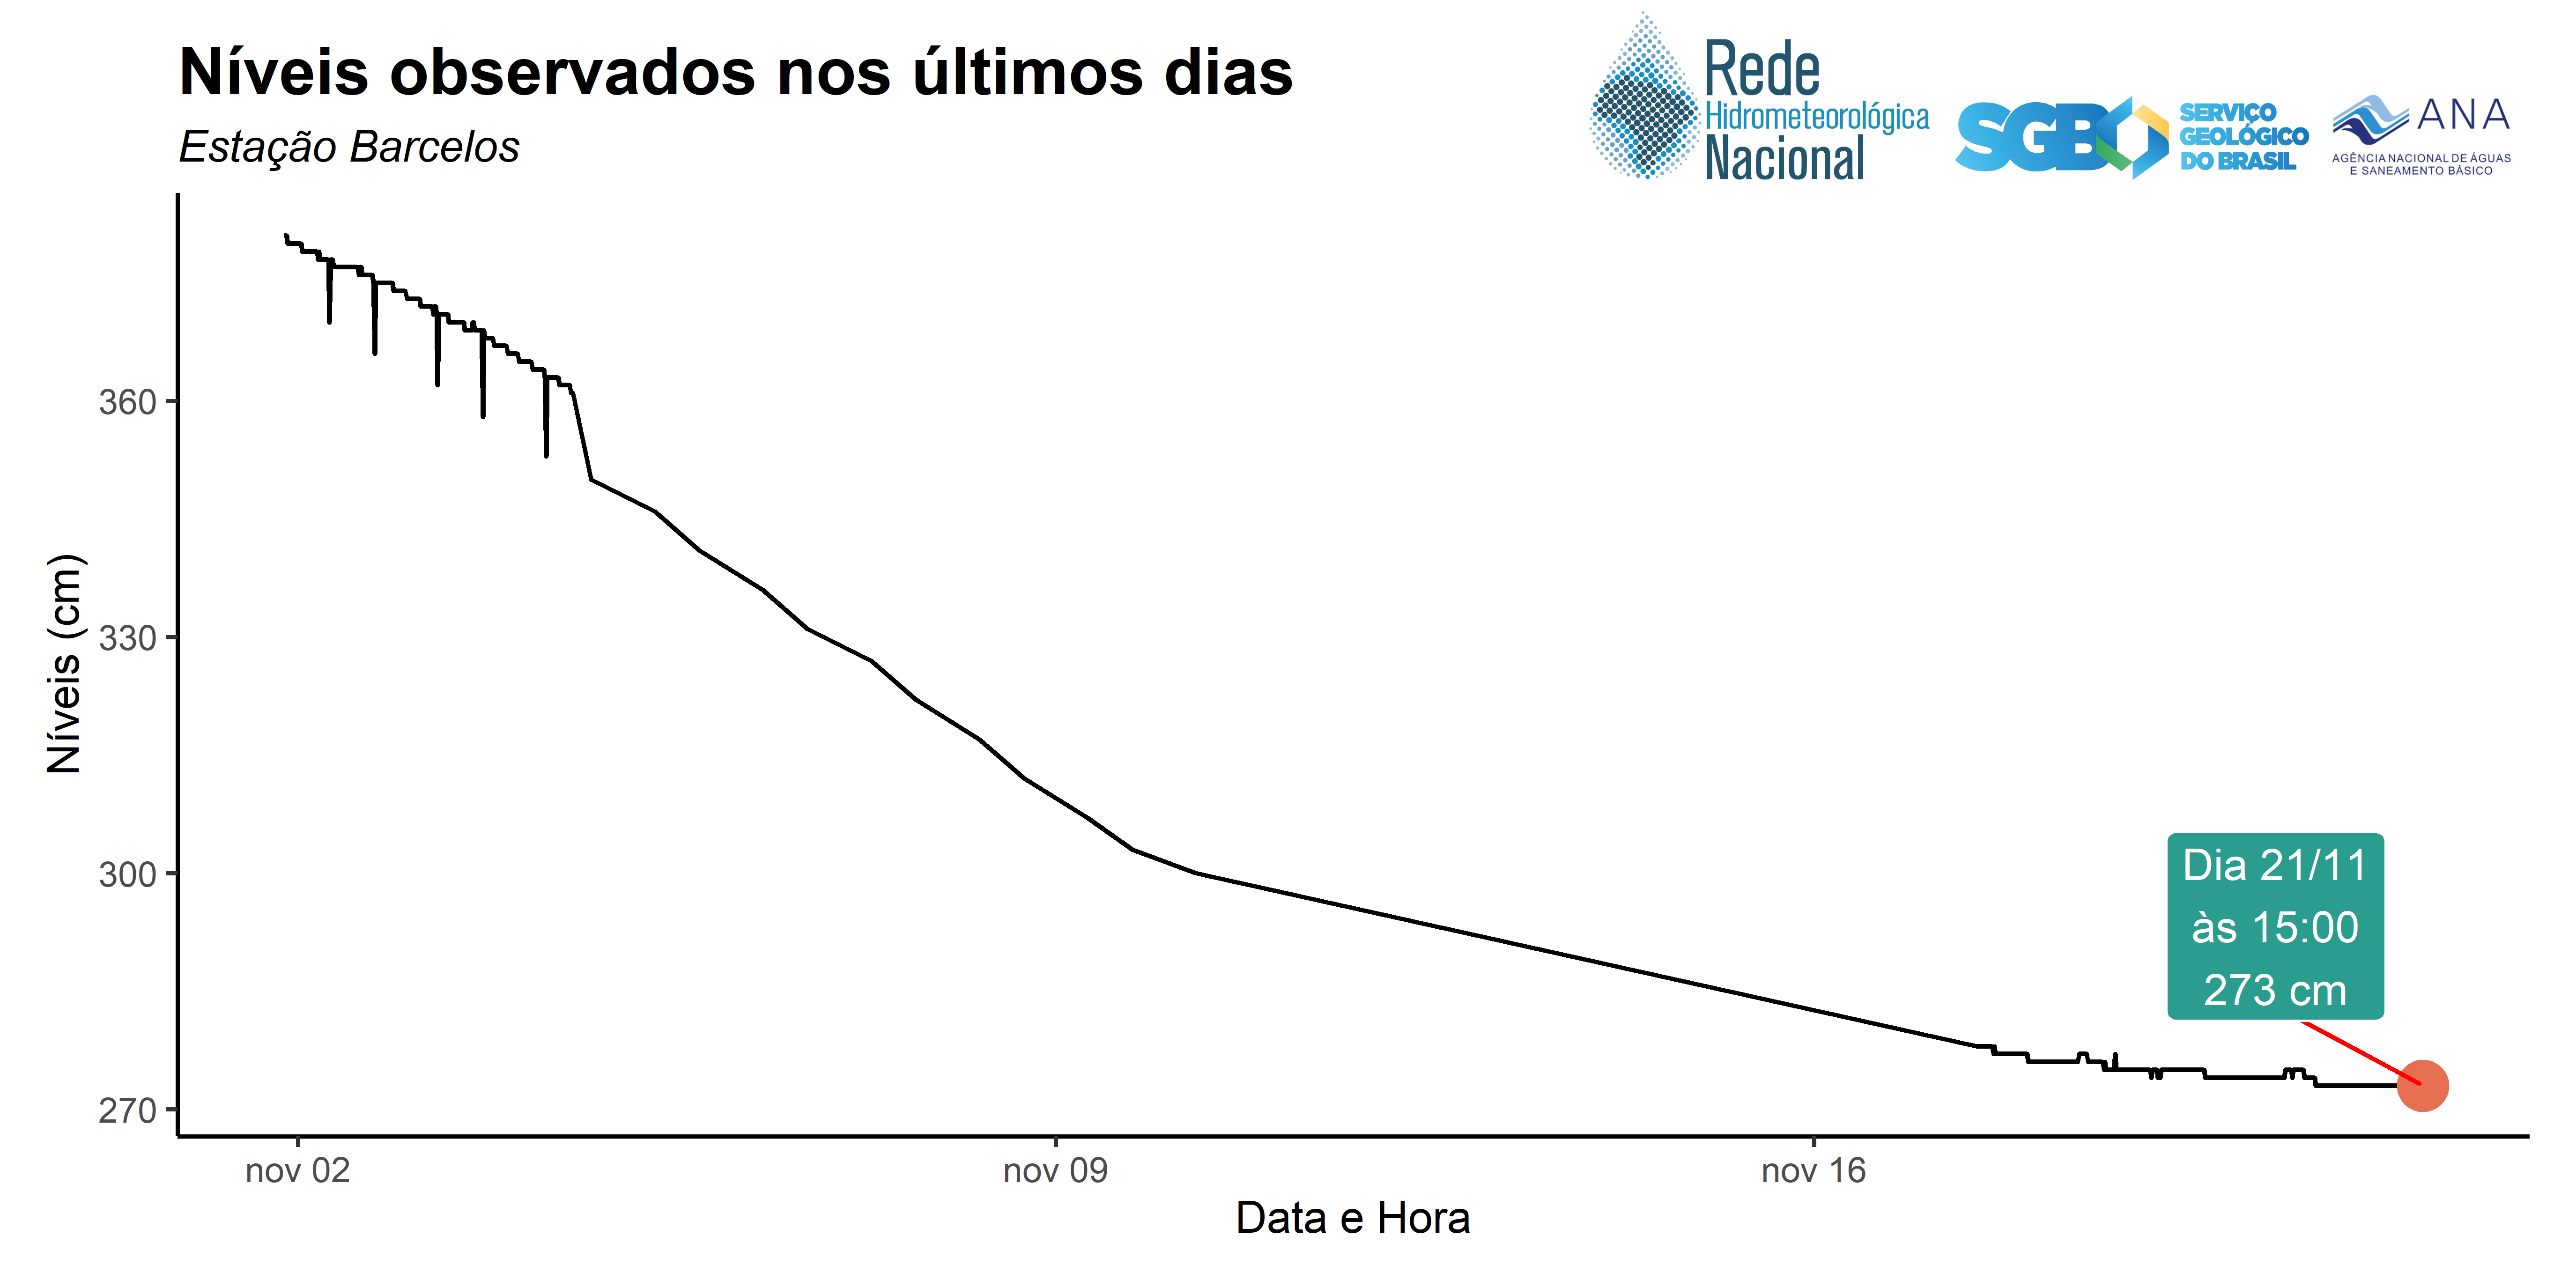 Níveis observados nos últimos dias
Estação Barcelos
Rede
Hidrometeorológica
Nacional
SGB
SERVIÇO
GEOLÓGICO
DO BRASIL
ANA
AGÊNCIA NACIONAL DE ÁGUAS
E SANEAMENTO BÁSICO
Níveis (cm)
360
330
300
270
Dia 21/11
às 15:00
273 cm
nov 02
nov 09
nov 16
Data e Hora